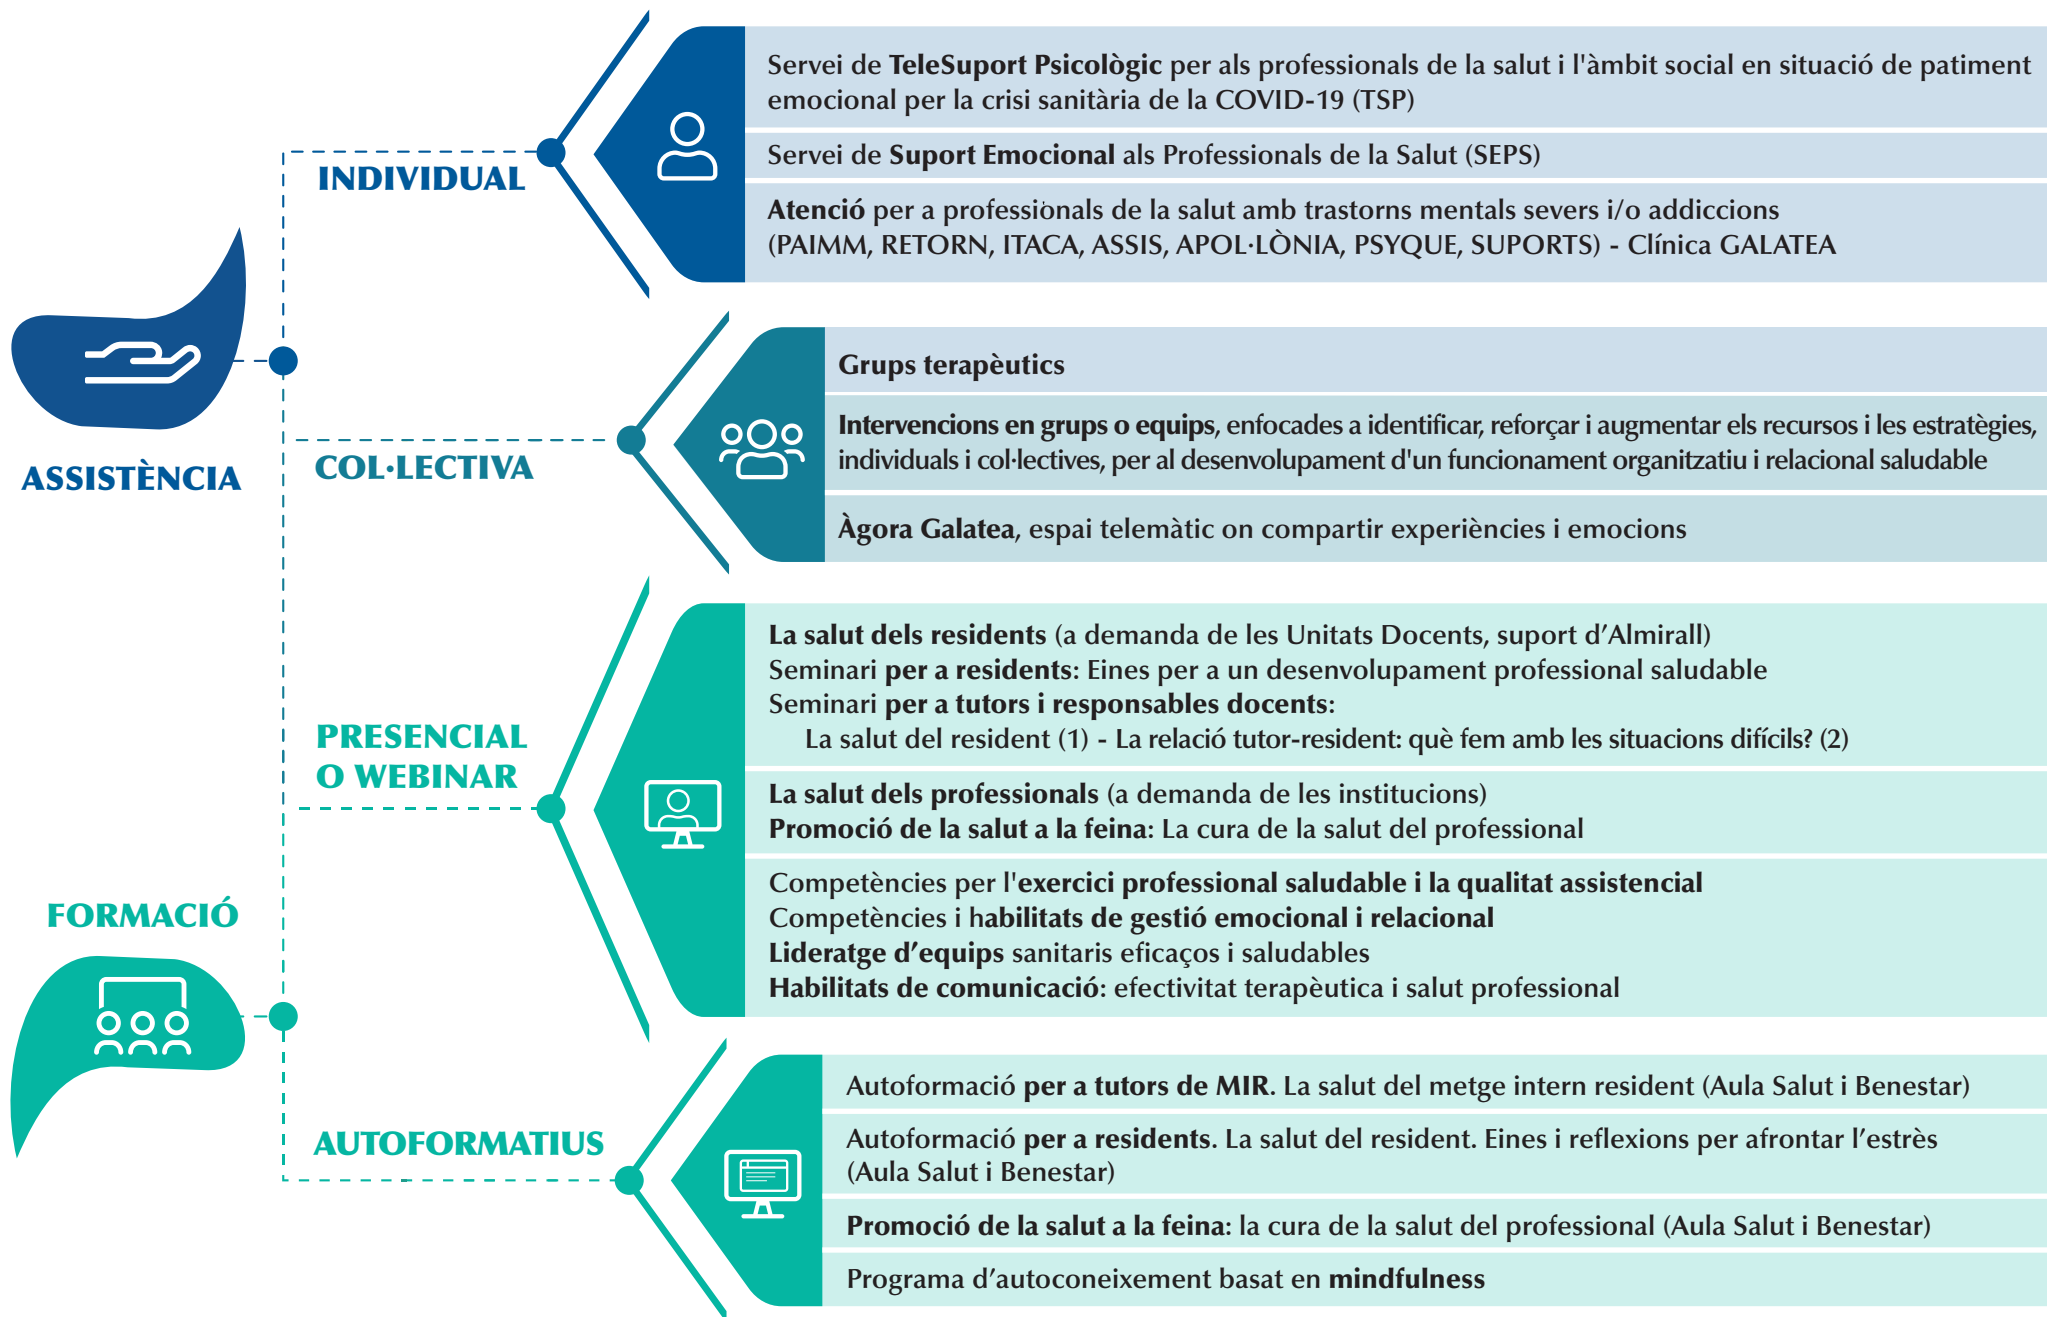 ASSISTÈNCIA
INDIVIDUAL
Servei de TeleSuport Psicològic per als professionals de la salut i l'àmbit social en situació de patiment
emocional per la crisi sanitària de la COVID-19 (TSP)
Servei de Suport Emocional als Professionals de la Salut (SEPS)
Atenció per a professionals de la salut amb trastorns mentals severs i/o addiccions
(PAIMM, RETORN, ITACA, ASSIS, APOL·LÒNIA, PSYQUE, SUPORTS) - Clínica GALATEA
COL·LECTIVA
Grups terapèutics
Intervencions en grups o equips, enfocades a identificar, reforçar i augmentar els recursos i les estratègies,
individuals i col·lectives, per al desenvolupament d'un funcionament organitzatiu i relacional saludable
Àgora Galatea, espai telemàtic on compartir experiències i emocions
FORMACIÓ
PRESENCIAL
O WEBINAR
La salut dels residents (a demanda de les Unitats Docents, suport d’Almirall)
Seminari per a residents: Eines per a un desenvolupament professional saludable
Seminari per a tutors i responsables docents:
La salut del resident (1) - La relació tutor-resident: què fem amb les situacions difícils? (2)
La salut dels professionals (a demanda de les institucions)
Promoció de la salut a la feina: La cura de la salut del professional
Competències per l'exercici professional saludable i la qualitat assistencial
Competències i habilitats de gestió emocional i relacional
Lideratge d’equips sanitaris eficaços i saludables
Habilitats de comunicació: efectivitat terapèutica i salut professional
AUTOFORMATIUS
Autoformació per a tutors de MIR. La salut del metge intern resident (Aula Salut i Benestar)
Autoformació per a residents. La salut del resident. Eines i reflexions per afrontar l’estrès
(Aula Salut i Benestar)
Promoció de la salut a la feina: la cura de la salut del professional (Aula Salut i Benestar)
Programa d’autoconeixement basat en mindfulness